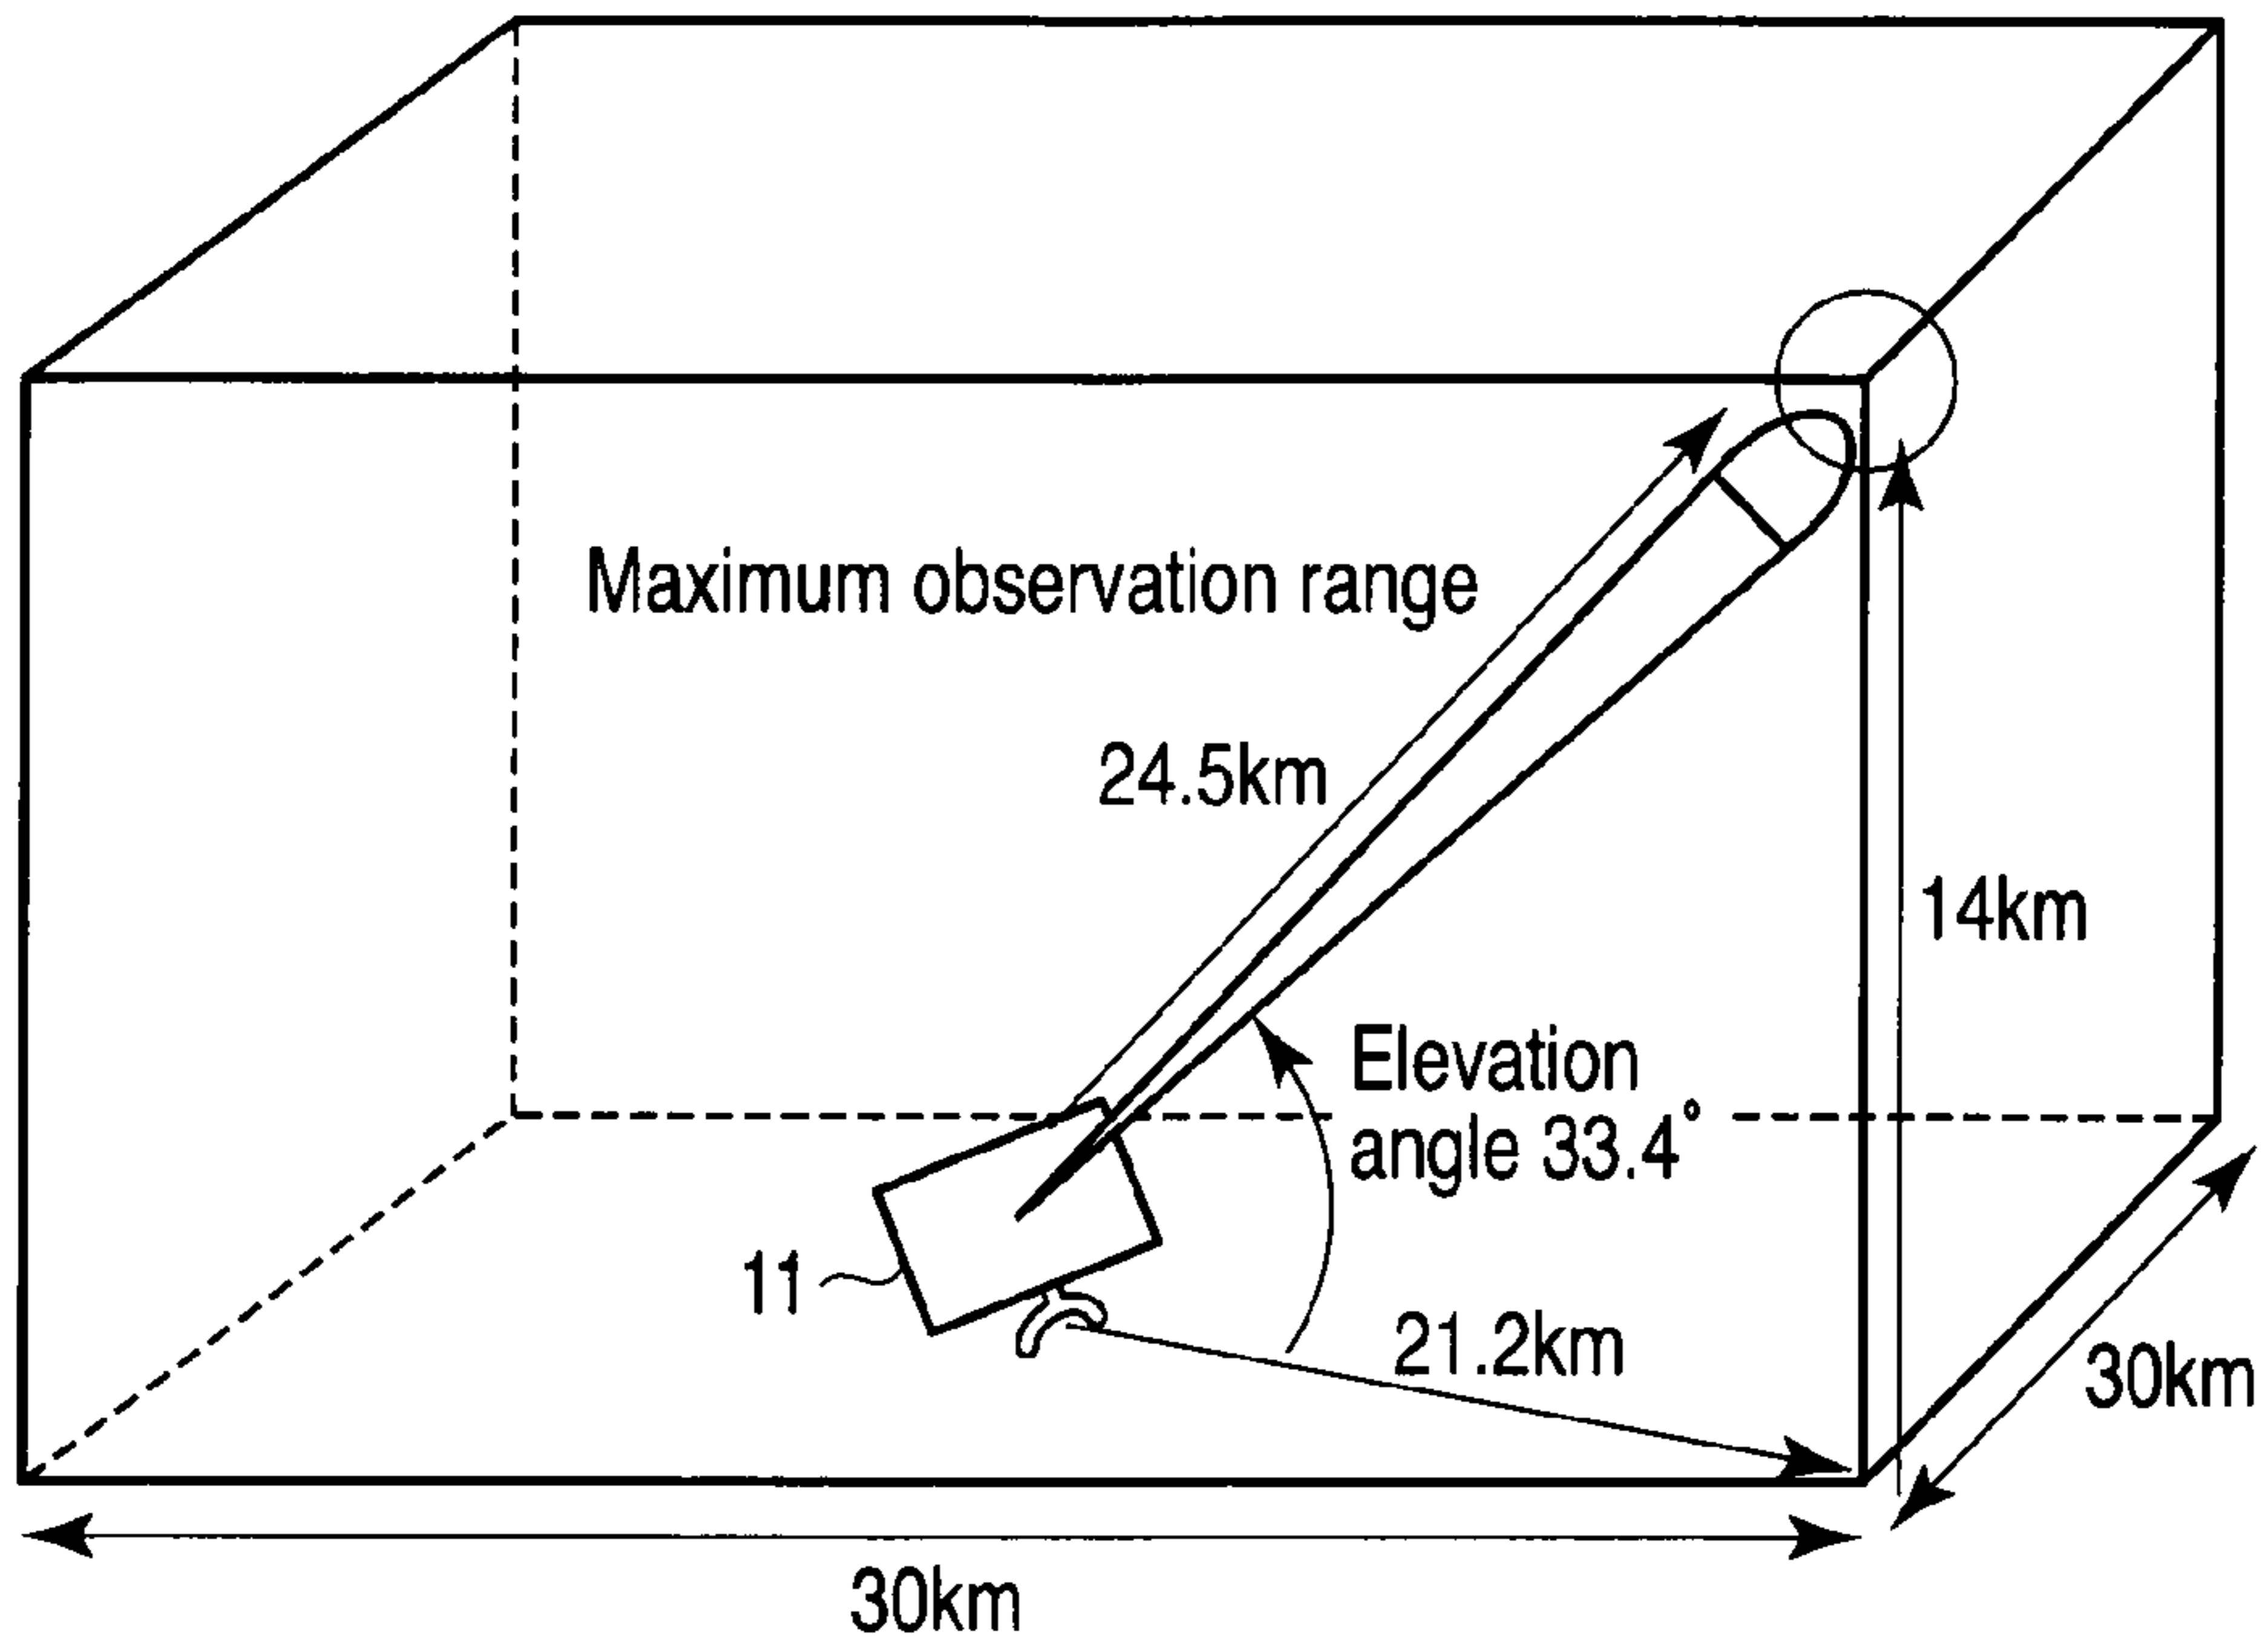 Maximum observation range
24.5km
14km
Elevation
angle 33.4°
11
21.2km
30km
30km